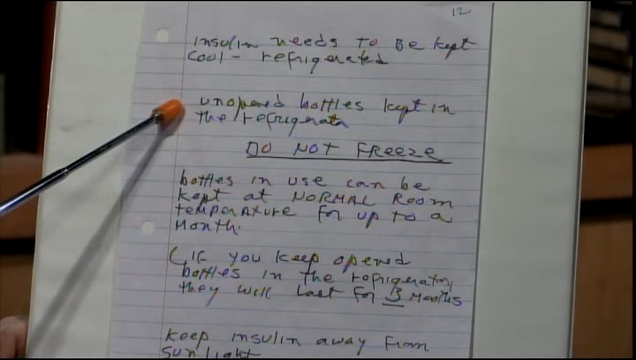 12
insulin needs to be kept
cool - refrigerated
unopened bottles kept in
the refrigerator
DO NOT FREEZE
bottles in use can be
kept at NORMAL ROOM
temperature for up to a
Month.
(IF you keep opened
bottles in the refrigerator,
they will last for 3 Months
keep insulin away from
sunlight